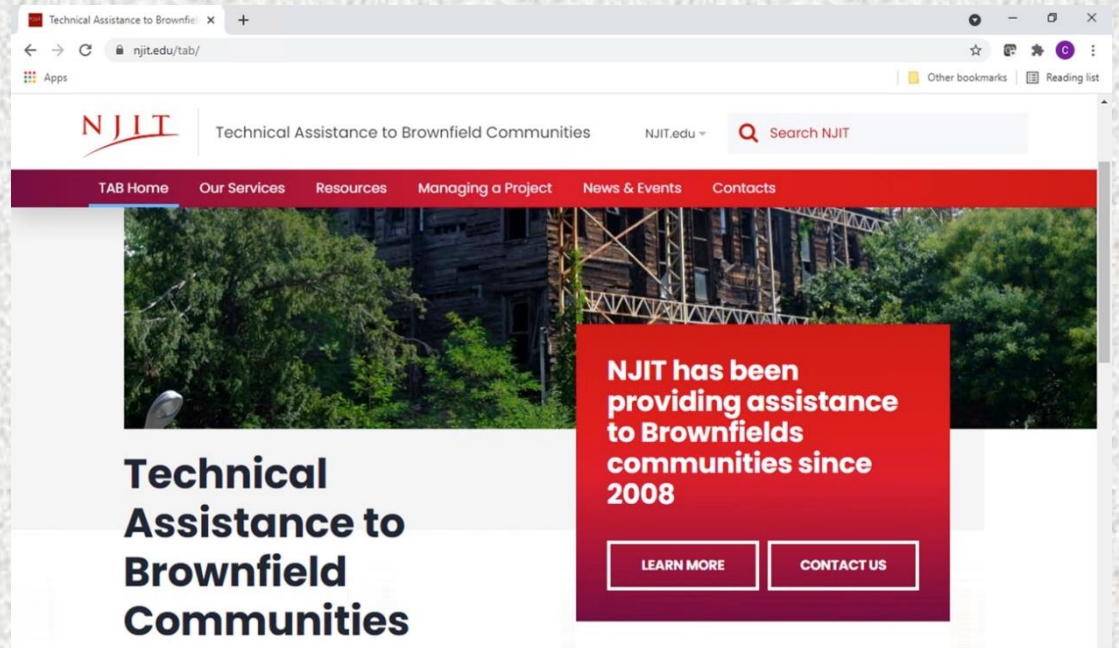 Technical Assistance to Brownfie
njit.edu/tab/
C
Apps
Other bookmarks
Reading list
NJIT
Technical Assistance to Brownfield Communities
NJIT.edu
Search NJIT
TAB Home
Our Services
Resources
Managing a Project
News & Events
Contacts
NJIT has been
providing assistance
to Brownfields
communities since
2008
LEARN MORE
CONTACT US
Technical
Assistance to
Brownfield
Communities